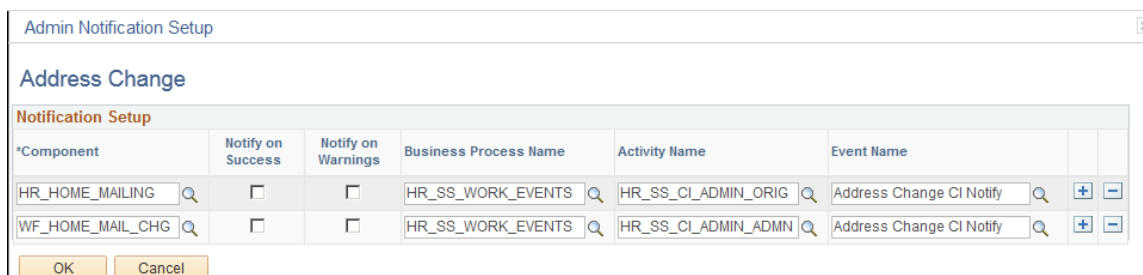 Admin Notification Setup
Address Change
Notification Setup
*Component Notify on Success Notify on Warnings Business Process Name Activity Name Event Name
HR_HOME_MAILING HR_SS_WORK_EVENTS HR_SS_CI_ADMIN_ORIG Address Change CI Notify
WF_HOME_MAIL_CHG HR_SS_WORK_EVENTS HR_SS_CI_ADMIN_ADMN Address Change CI Notify
OK Cancel